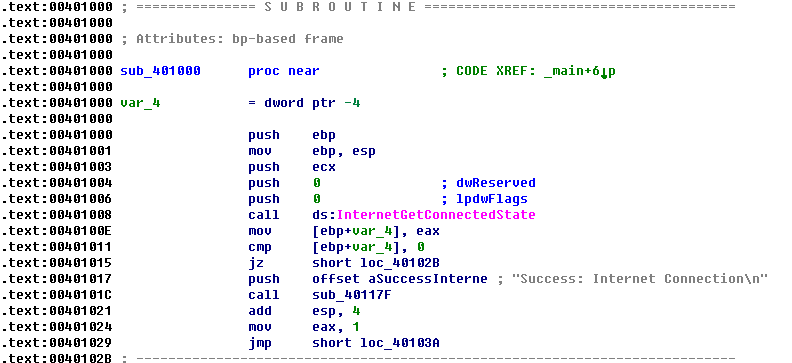 .text:00401000 ; =============== S U B R O U T I N E =======================================
.text:00401000
.text:00401000 ; Attributes: bp-based frame
.text:00401000
.text:00401000 sub_401000      proc near               ; CODE XREF: _main+6↓p
.text:00401000
.text:00401000 var_4           = dword ptr -4
.text:00401000
.text:00401000                 push    ebp
.text:00401001                 mov     ebp, esp
.text:00401003                 push    ecx
.text:00401004                 push    0               ; dwReserved
.text:00401006                 push    0               ; lpdwFlags
.text:00401008                 call    ds:InternetGetConnectedState
.text:0040100E                 mov     [ebp+var_4], eax
.text:00401011                 cmp     [ebp+var_4], 0
.text:00401015                 jz      short loc_40102B
.text:00401017                 push    offset aSuccessInterne ; "Success: Internet Connection\n"
.text:0040101C                 call    sub_40117F
.text:00401021                 add     esp, 4
.text:00401024                 mov     eax, 1
.text:00401029                 jmp     short loc_40103A
.text:0040102B ; ---------------------------------------------------------------------------